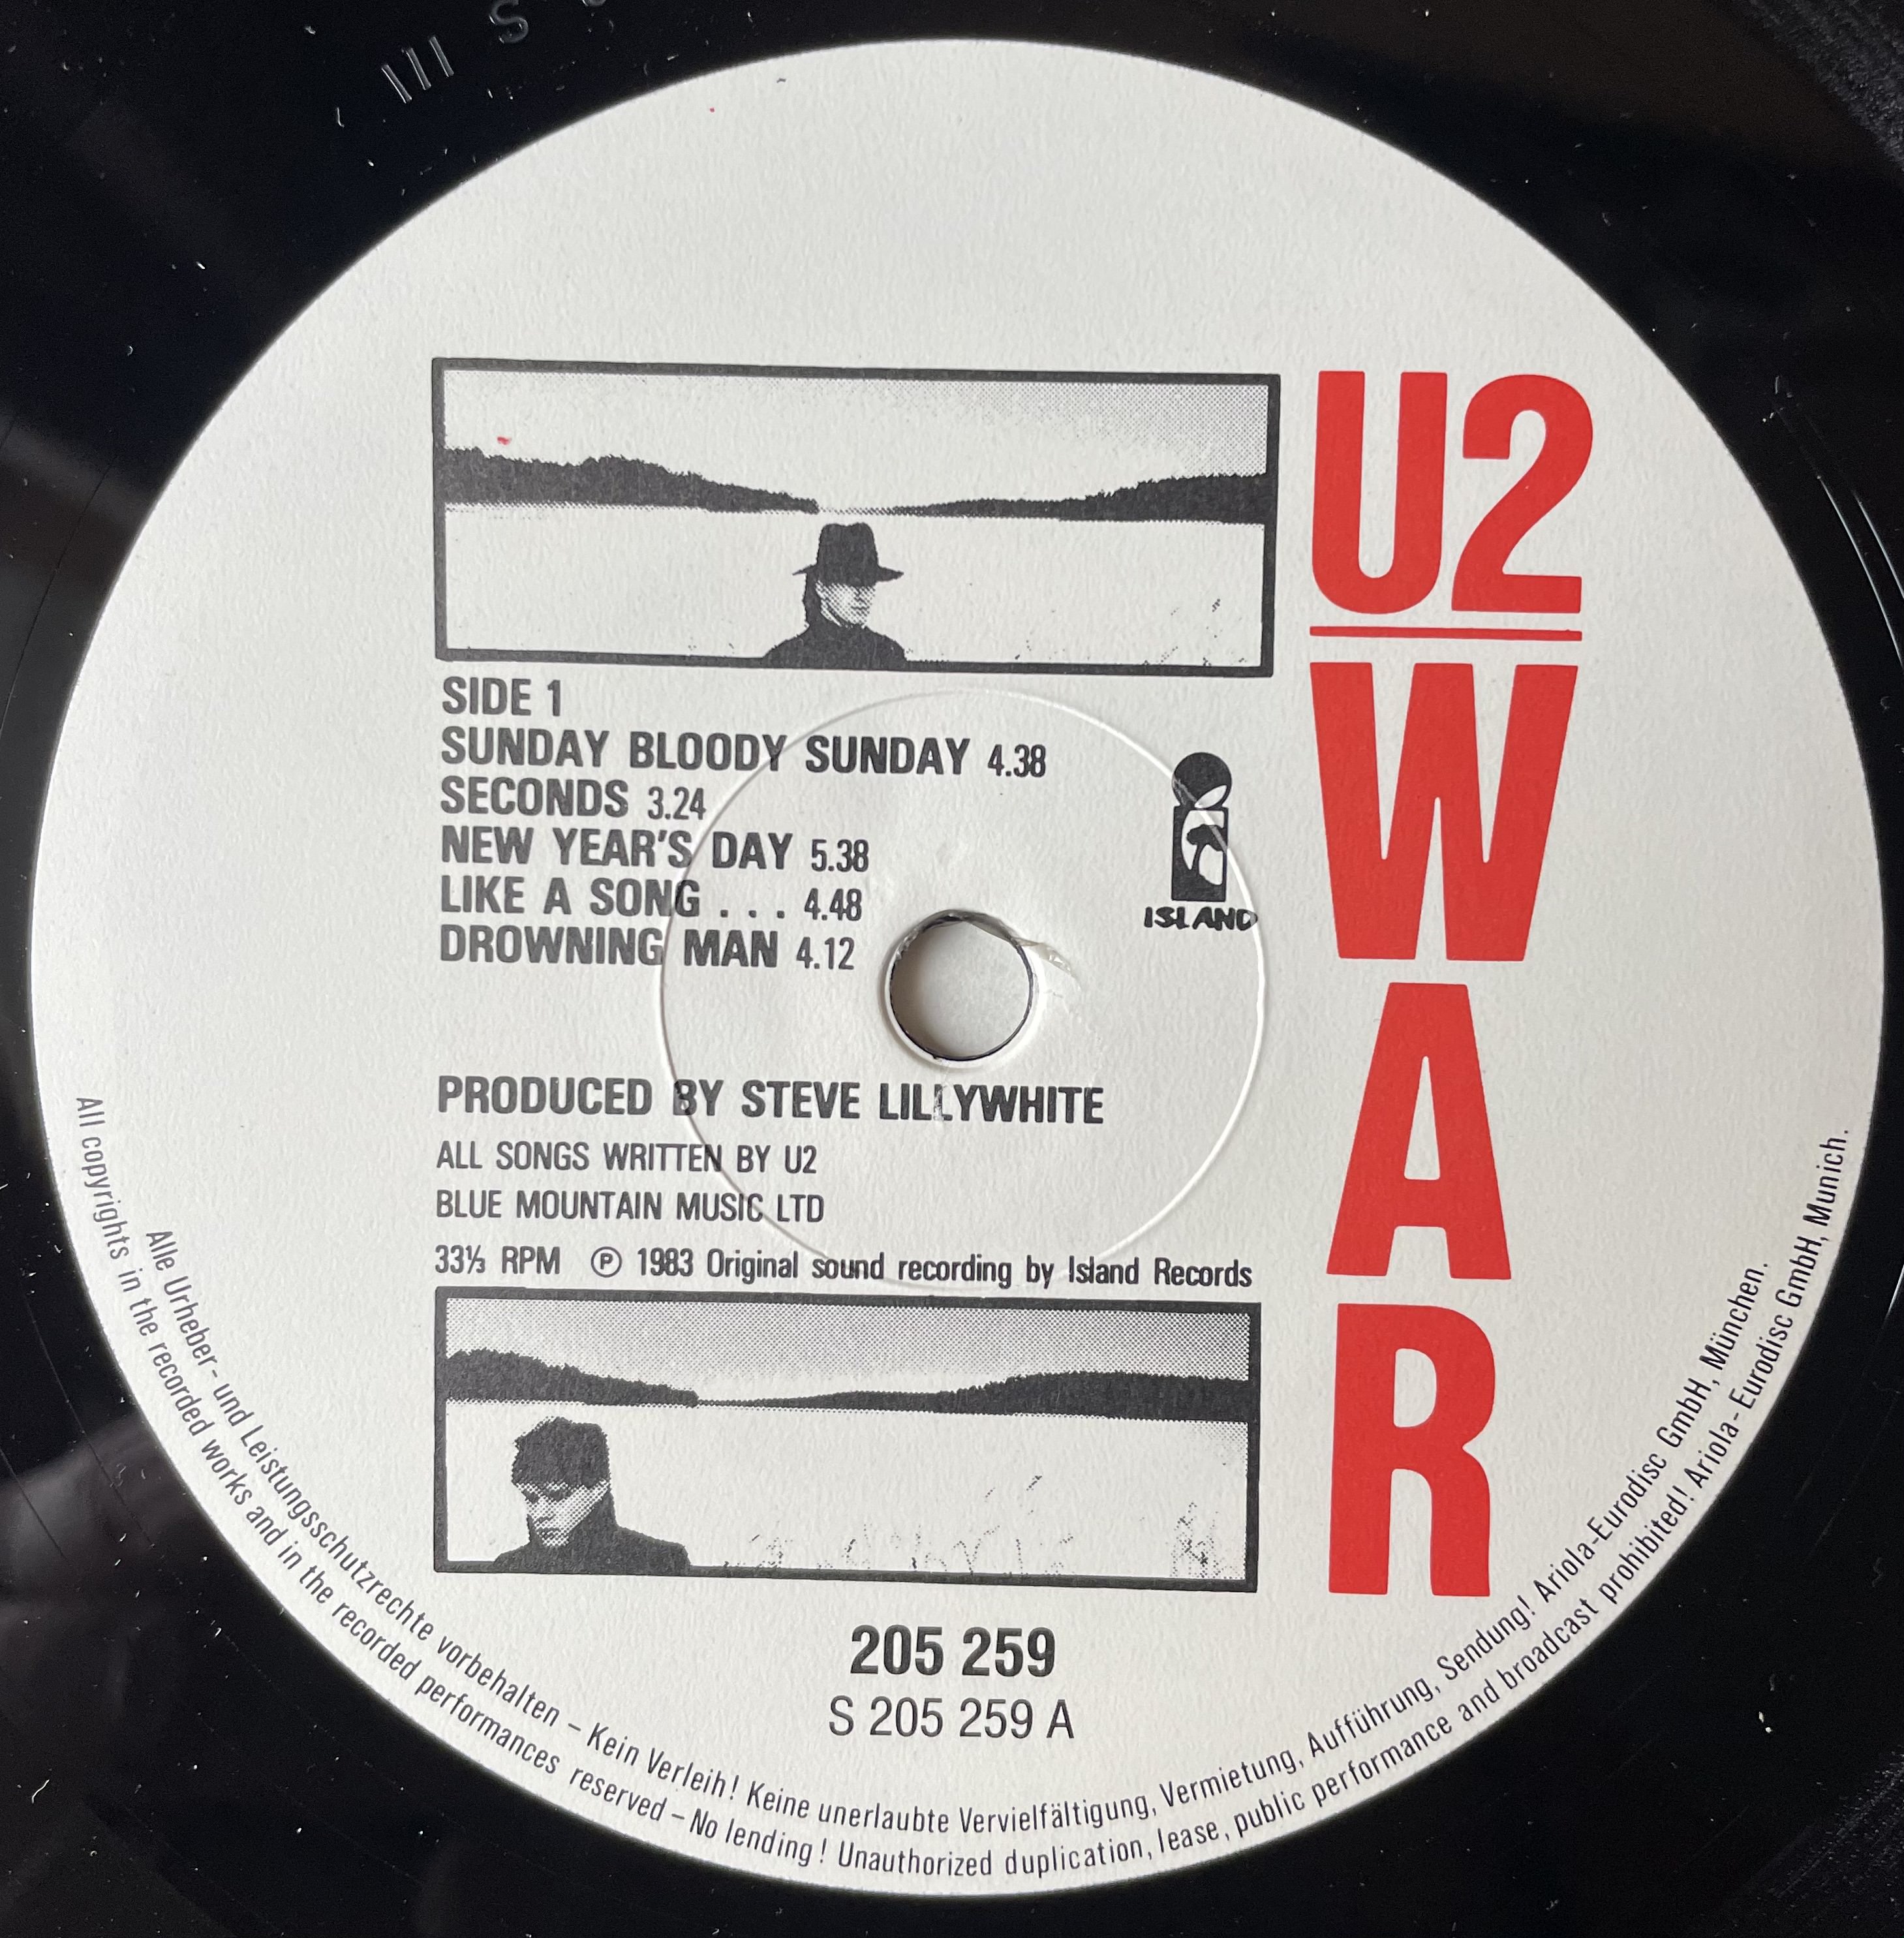 III S
U2
WAR
SIDE 1
SUNDAY BLOODY SUNDAY 4.38
SECONDS 3.24
NEW YEAR'S DAY 5.38
LIKE A SONG . . . 4.48
DROWNING MAN 4.12
ISLAND
PRODUCED BY STEVE LILLYWHITE
ALL SONGS WRITTEN BY U2
BLUE MOUNTAIN MUSIC LTD
33⅓ RPM ℗ 1983 Original sound recording by Island Records
205 259
S 205 259 A
Alle Urheber- und Leistungsschutzrechte vorbehalten – Kein Verleih! Keine unerlaubte Vervielfältigung, Vermietung, Aufführung, Sendung! Ariola-Eurodisc GmbH, München.
All copyrights in the recorded works and in the recorded performances reserved – No lending! Unauthorized duplication, lease, public performance and broadcast prohibited! Ariola-Eurodisc GmbH, Munich.